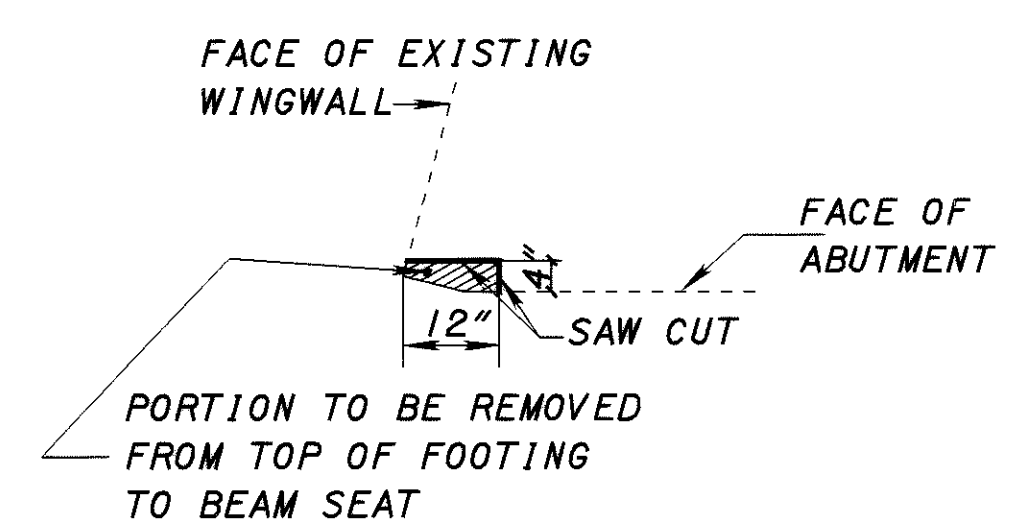 FACE OF EXISTING
WINGWALL
FACE OF
ABUTMENT
4"
12"
SAW CUT
PORTION TO BE REMOVED
FROM TOP OF FOOTING
TO BEAM SEAT